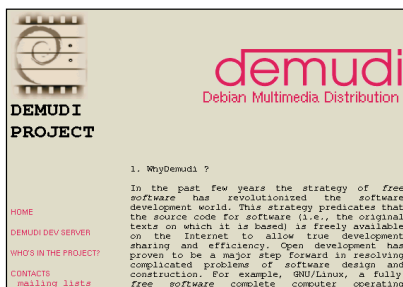 demudi
Debian Multimedia Distribution
DEMUDI
PROJECT
1. WhyDemudi ?
In the past few years the strategy of free
software has revolutionized the software
development world. This strategy predicates that
the source code for software (i.e., the original
texts on which it is based) is freely available
on the Internet to allow true development
sharing and efficiency. Open development has
proven to be a major step forward in resolving
complicated problems of software design and
construction. For example, GNU/Linux, a fully
free software complete computer operating
HOME
DEMUDI DEV SERVER
WHO'S IN THE PROJECT?
CONTACTS
mailing lists